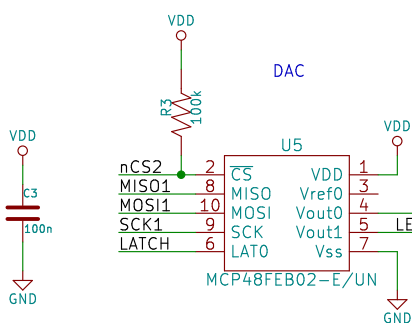 VDD
DAC
R3
100k
VDD
VDD
U5
nCS2
2
CS
VDD
1
MISO1
8
MISO
Vref0
3
MOSI1
10
MOSI
Vout0
4
SCK1
9
SCK
Vout1
5
LE
LATCH
6
LAT0
Vss
7
C3
100n
MCP48FEB02-E/UN
GND
GND